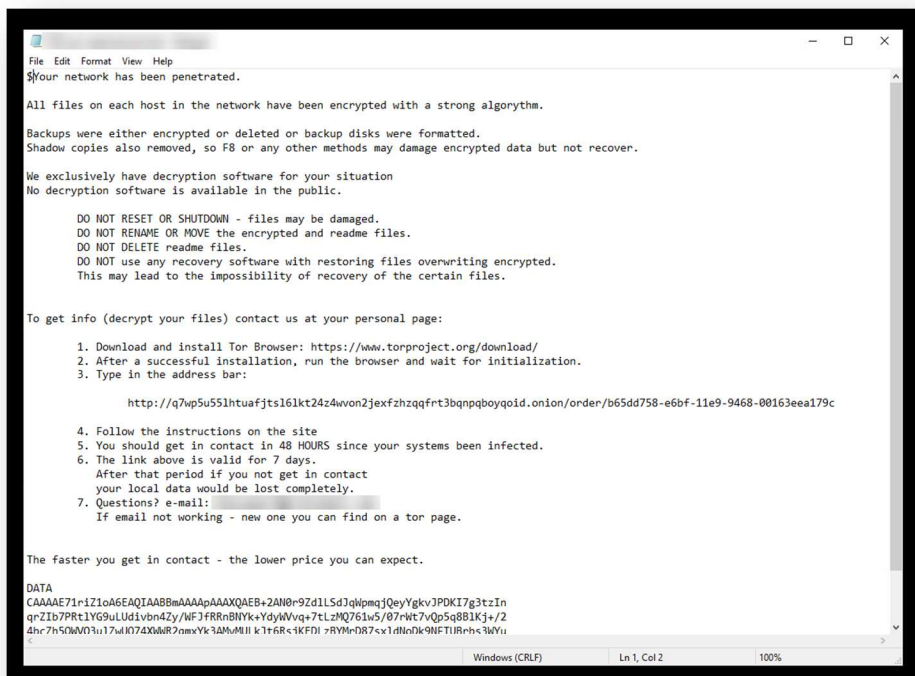 File Edit Format View Help
$Your network has been penetrated.
All files on each host in the network have been encrypted with a strong algorythm.
Backups were either encrypted or deleted or backup disks were formatted.
Shadow copies also removed, so F8 or any other methods may damage encrypted data but not recover.
We exclusively have decryption software for your situation
No decryption software is available in the public.
DO NOT RESET OR SHUTDOWN - files may be damaged.
DO NOT RENAME OR MOVE the encrypted and readme files.
DO NOT DELETE readme files.
DO NOT use any recovery software with restoring files overwriting encrypted.
This may lead to the impossibility of recovery of the certain files.
To get info (decrypt your files) contact us at your personal page:
1. Download and install Tor Browser: https://www.torproject.org/download/
2. After a successful installation, run the browser and wait for initialization.
3. Type in the address bar:
http://q7wp5u55lhtuafjtsl6lkt24z4wvon2jexfzhzqqfrt3bqnpqboyqoid.onion/order/b65dd758-e6bf-11e9-9468-00163eea179c
4. Follow the instructions on the site
5. You should get in contact in 48 HOURS since your systems been infected.
6. The link above is valid for 7 days.
After that period if you not get in contact
your local data would be lost completely.
7. Questions? e-mail:
If email not working - new one you can find on a tor page.
The faster you get in contact - the lower price you can expect.
DATA
CAAAAE71riZ1oA6EAQIAABBmAAAApAAAXQAEB+2AN0r9ZdlLSdJqWpmqjQeyYgkvJPDKI7g3tzIn
qrZIb7PRtlYG9uLUdivbn4Zy/WFJfRRnBNYk+YdyWVvq+7tLzMQ761w5/07rWt7vQp5q8BlKj+/2
Windows (CRLF) Ln 1, Col 2 100%